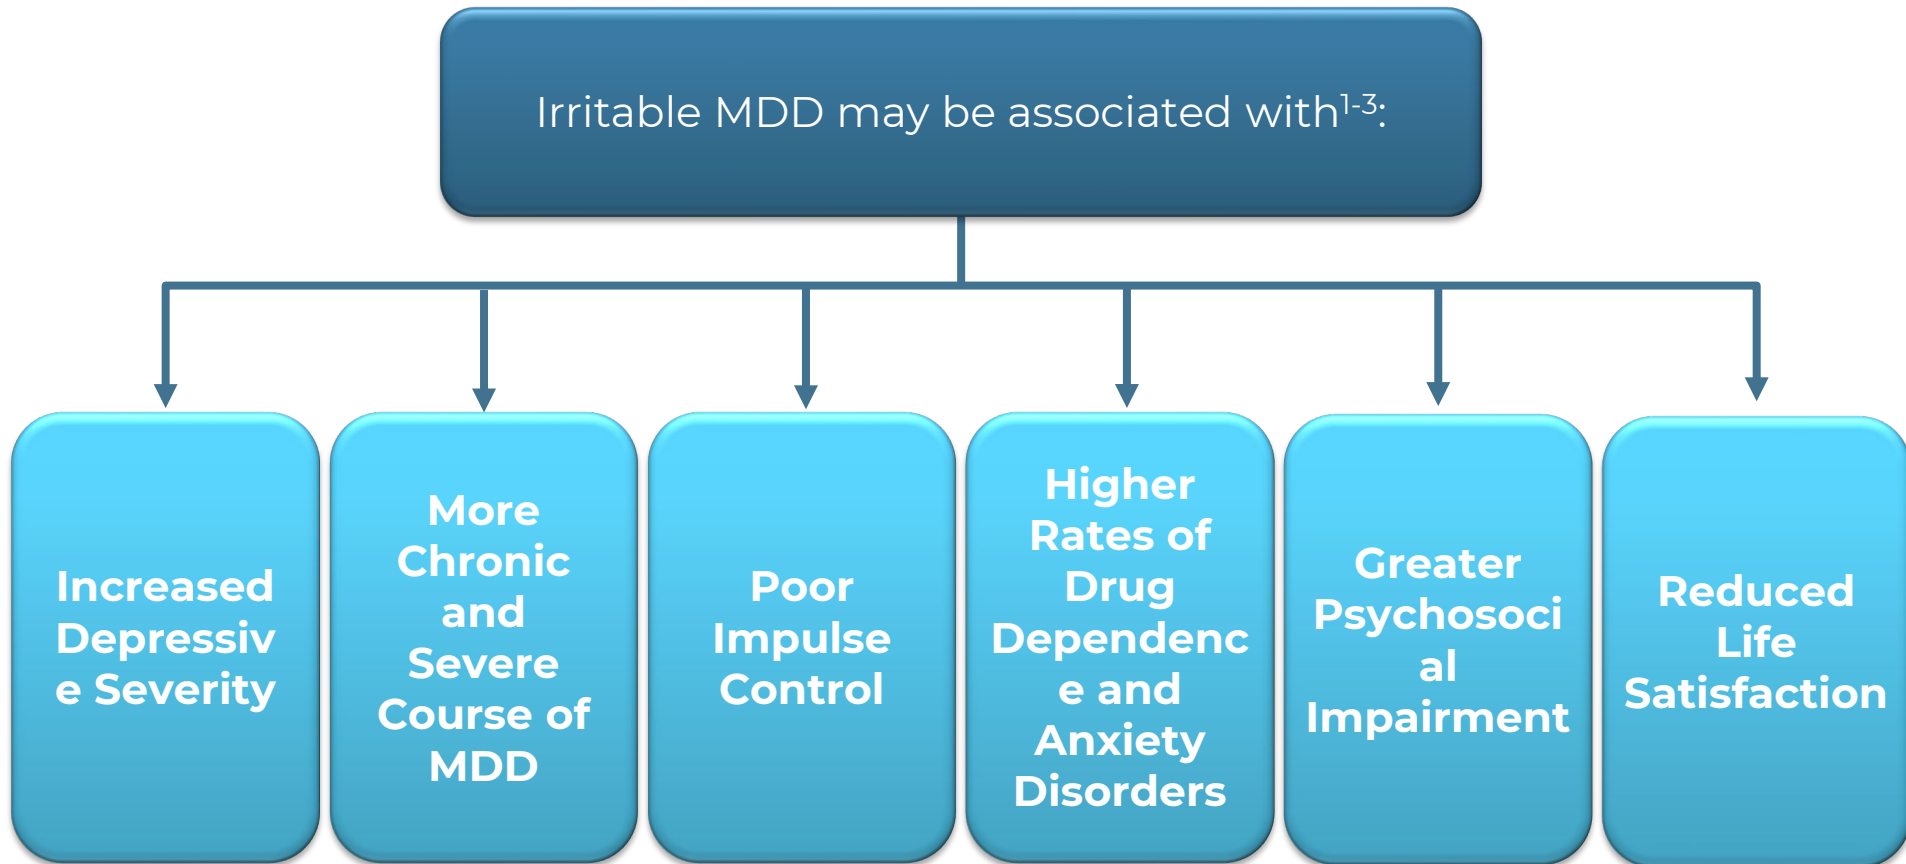 Irritable MDD may be associated with1-3:
Increased
Depressiv
e Severity
More
Chronic
and
Severe
Course of
MDD
Poor
Impulse
Control
Higher
Rates of
Drug
Dependenc
e and
Anxiety
Disorders
Greater
Psychosoci
al
Impairment
Reduced
Life
Satisfaction